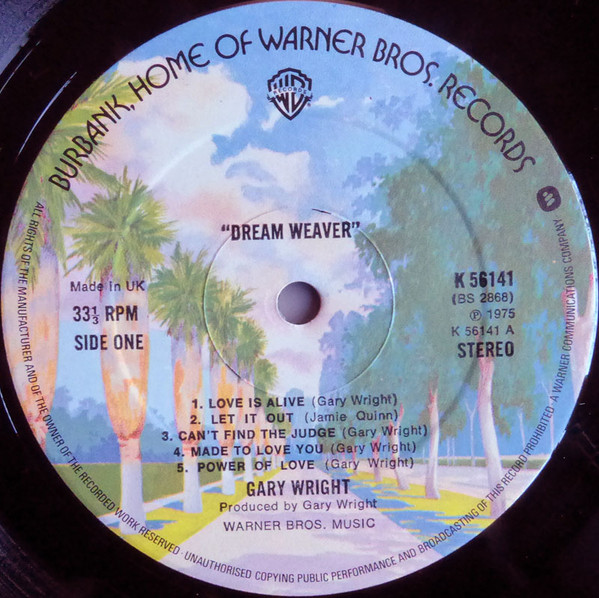 BURBANK, HOME OF WARNER BROS. RECORDS
WB
RECORDS
"DREAM WEAVER"
Made in UK
33⅓ RPM
SIDE ONE
K 56141
(BS 2868)
℗ 1975
K 56141 A
STEREO
1. LOVE IS ALIVE (Gary Wright)
2. LET IT OUT (Jamie Quinn)
3. CAN'T FIND THE JUDGE (Gary Wright)
4. MADE TO LOVE YOU (Gary Wright)
5. POWER OF LOVE (Gary Wright)
GARY WRIGHT
Produced by Gary Wright
WARNER BROS. MUSIC
ALL RIGHTS OF THE MANUFACTURER AND OF THE OWNER OF THE RECORDED WORK RESERVED · UNAUTHORISED COPYING PUBLIC PERFORMANCE AND BROADCASTING OF THIS RECORD PROHIBITED · A WARNER COMMUNICATIONS COMPANY